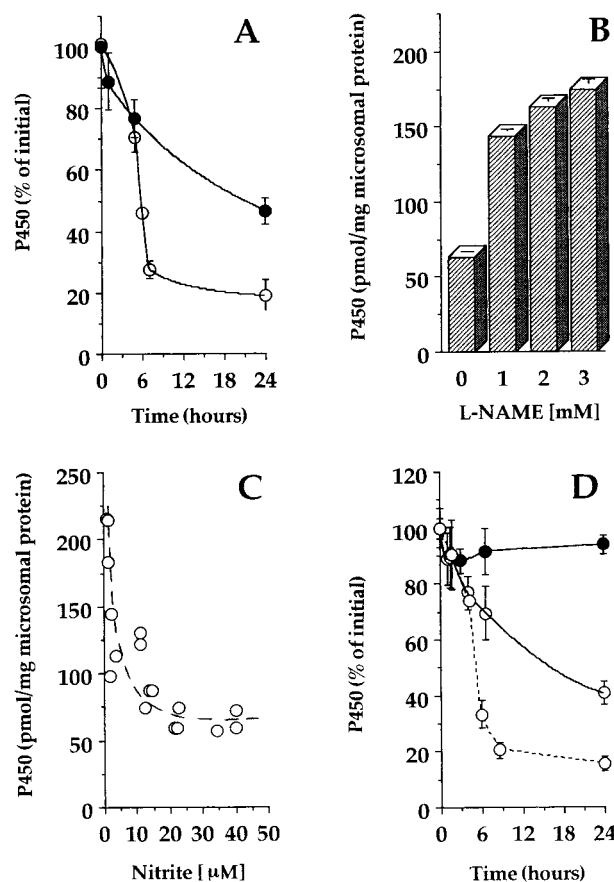 A
P450 (% of initial)
100
80
60
40
20
0
0 6 12 18 24
Time (hours)
B
P450 (pmol/mg microsomal protein)
200
150
100
50
0
0 1 2 3
L-NAME [mM]
C
P450 (pmol/mg microsomal protein)
250
200
150
100
50
0
0 10 20 30 40 50
Nitrite [ μM]
D
P450 (% of initial)
120
100
80
60
40
20
0
0 6 12 18 24
Time (hours)